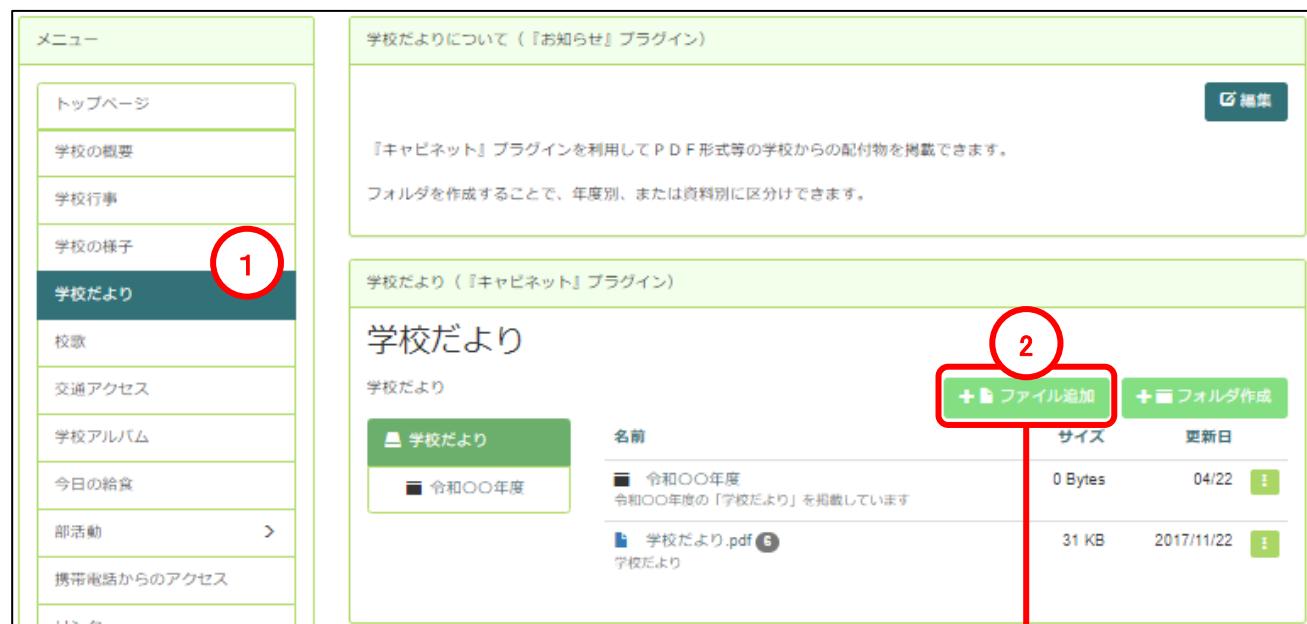 メニュー
トップページ
学校の概要
学校行事
学校の様子
1
学校だより
校歌
交通アクセス
学校アルバム
今日の給食
部活動
携帯電話からのアクセス
学校だよりについて(『お知らせ』プラグイン)
編集
『キャビネット』プラグインを利用してPDF形式等の学校からの配付物を掲載できます。
フォルダを作成することで、年度別、または資料別に区分けできます。
学校だより(『キャビネット』プラグイン)
学校だより
2
学校だより
ファイル追加 フォルダ作成
学校だより
令和〇〇年度
名前 サイズ 更新日
令和〇〇年度 0 Bytes 04/22
令和〇〇年度の「学校だより」を掲載しています
学校だより.pdf 6 31 KB 2017/11/22
学校だより